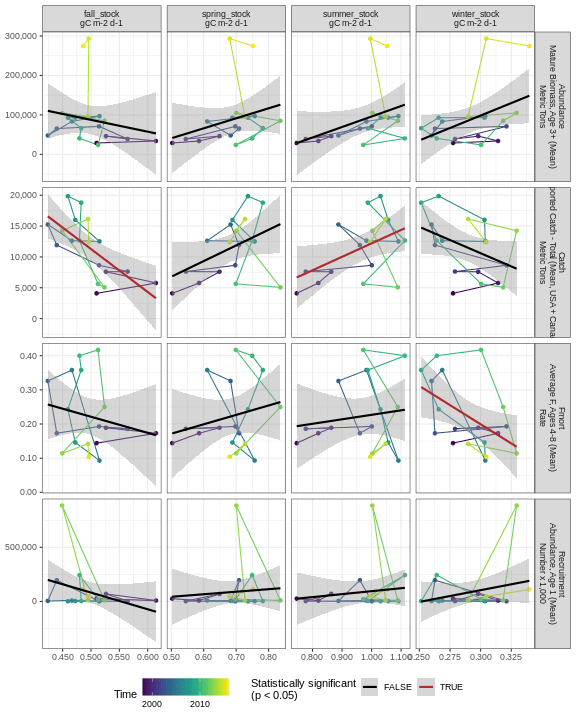 fall_stock spring_stock summer_stock winter_stock
gC m-2 d-1 gC m-2 d-1 gC m-2 d-1 gC m-2 d-1
300,000
200,000
100,000
0
Abundance
Mature Biomass, Age 3+ (Mean)
Metric Tons
20,000
15,000
10,000
5,000
0
Catch
ported Catch - Total (Mean, USA + Cana
Metric Tons
0.40
0.30
0.20
0.10
0.00
Fmort
Average F, Ages 4-8 (Mean)
Rate
500,000
0
Recruitment
Abundance, Age 1 (Mean)
Number x 1,000
0.450 0.500 0.550 0.600 0.50 0.60 0.70 0.80 0.800 0.900 1.000 1.100 0.250 0.275 0.300 0.325
Time
2000 2010
Statistically significant
(p < 0.05)
FALSE TRUE